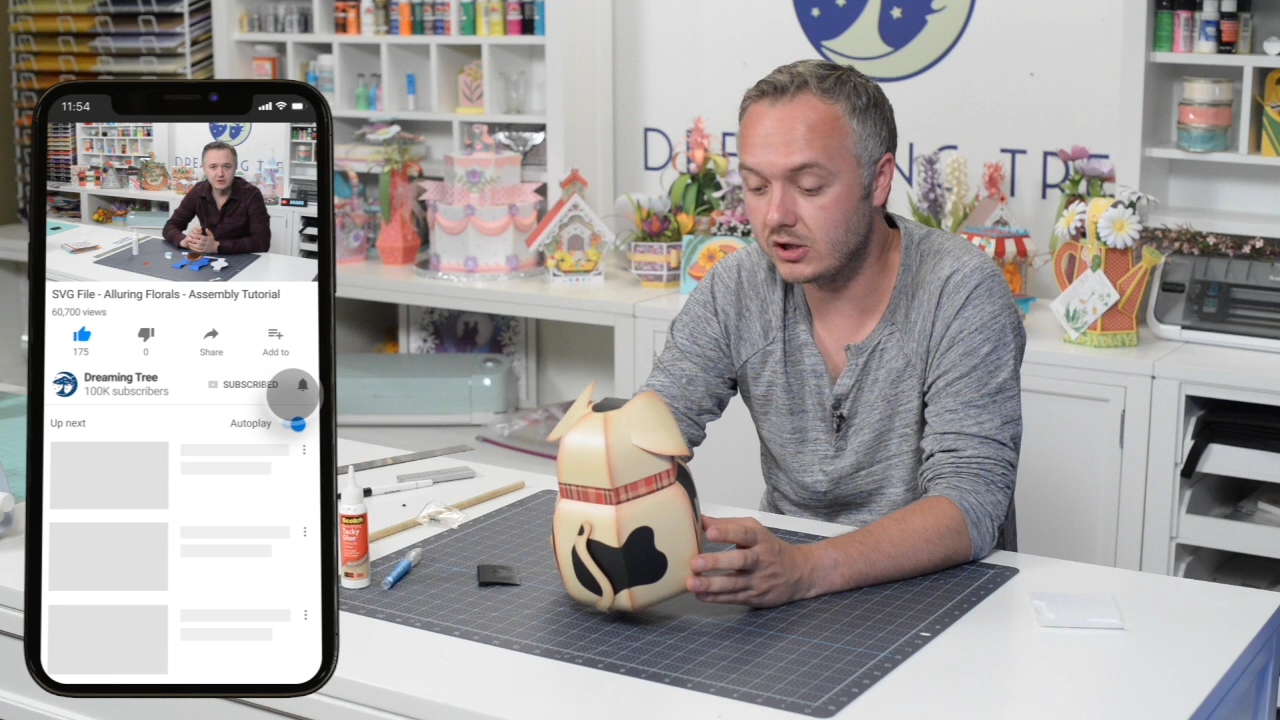 11:54
SVG File - Alluring Florals - Assembly Tutorial
60,700 views
175
0
Share
Add to
Dreaming Tree
100K subscribers
SUBSCRIBED
Up next
Autoplay
Scotch
Tacky
Glue